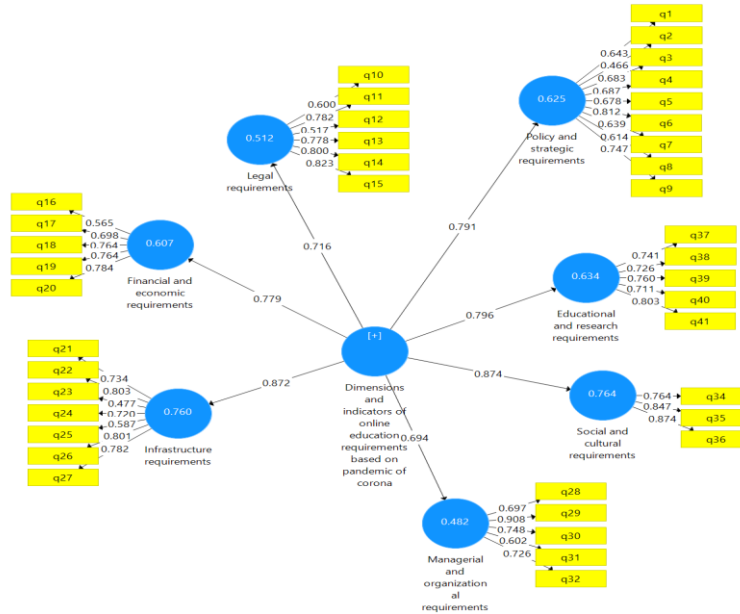 q1
q2
q3
q4
q5
q6
q7
q8
q9
0.643
0.466
0.683
0.687
0.678
0.812
0.639
0.614
0.747
0.625
Policy and
strategic
requirements
q10
q11
q12
q13
q14
q15
0.600
0.782
0.517
0.778
0.800
0.823
0.512
Legal
requirements
q16
q17
q18
q19
q20
0.565
0.698
0.764
0.764
0.784
0.607
Financial and
economic
requirements
q37
q38
q39
q40
q41
0.741
0.726
0.760
0.711
0.803
0.634
Educational
and research
requirements
0.716
0.791
0.779
0.796
0.872
0.874
0.694
[+]
Dimensions
and
indicators of
online
education
requirements
based on
pandemic of
corona
q21
q22
q23
q24
q25
q26
q27
0.734
0.803
0.477
0.720
0.587
0.801
0.782
0.760
Infrastructure
requirements
q34
q35
q36
0.764
0.847
0.874
0.764
Social and
cultural
requirements
q28
q29
q30
q31
q32
0.697
0.908
0.748
0.602
0.726
0.482
Managerial
and
organization
al
requirements